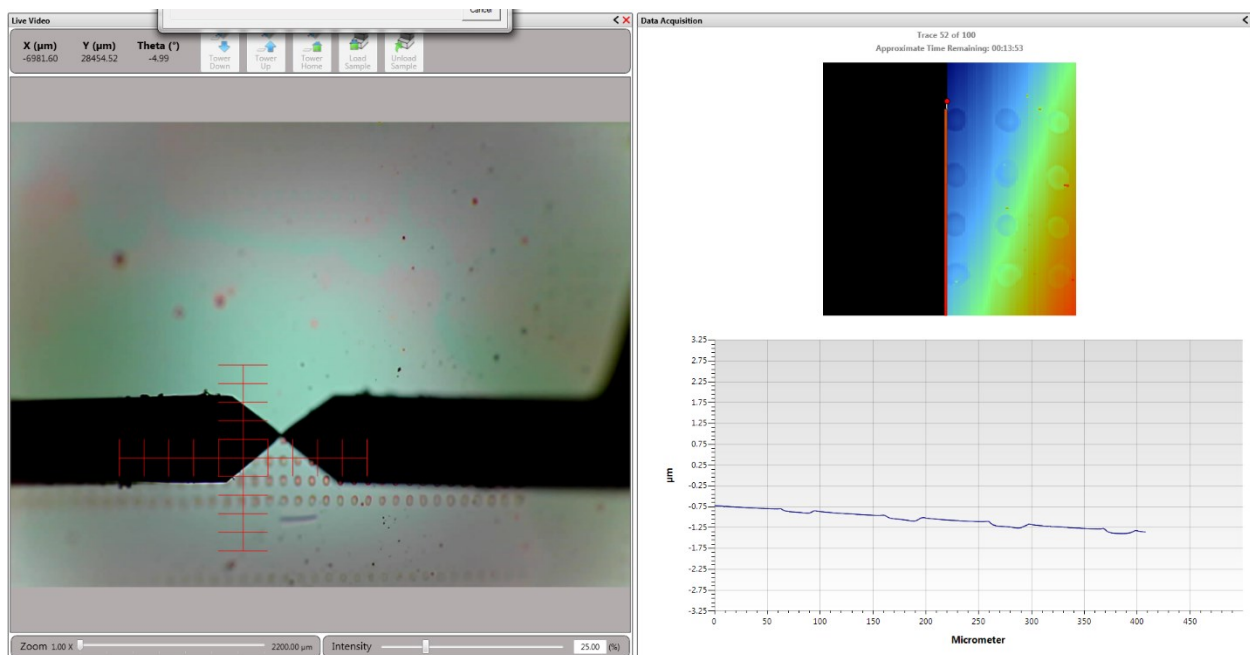 Live Video
Cancel
X (µm) Y (µm) Theta (°)
-6981.60 28454.52 -4.99
Tower Down
Tower Up
Tower Home
Load Sample
Unload Sample
Zoom 1.00 X 2200.00 µm
Intensity 25.00 (%)
Data Acquisition
Trace 52 of 100
Approximate Time Remaining: 00:13:53
3.25
2.75
2.25
1.75
1.25
0.75
0.25
-0.25
-0.75
-1.25
-1.75
-2.25
-2.75
-3.25
µm
0 50 100 150 200 250 300 350 400 450
Micrometer